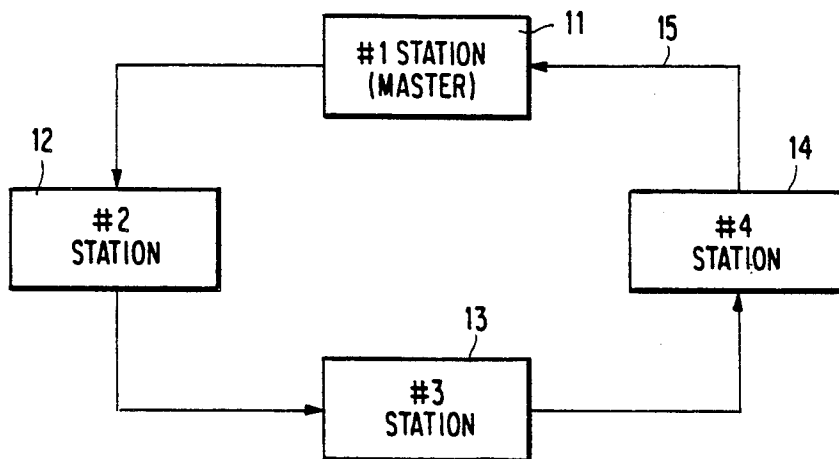 11
#1 STATION
(MASTER)
15
12
#2
STATION
14
#4
STATION
13
#3
STATION